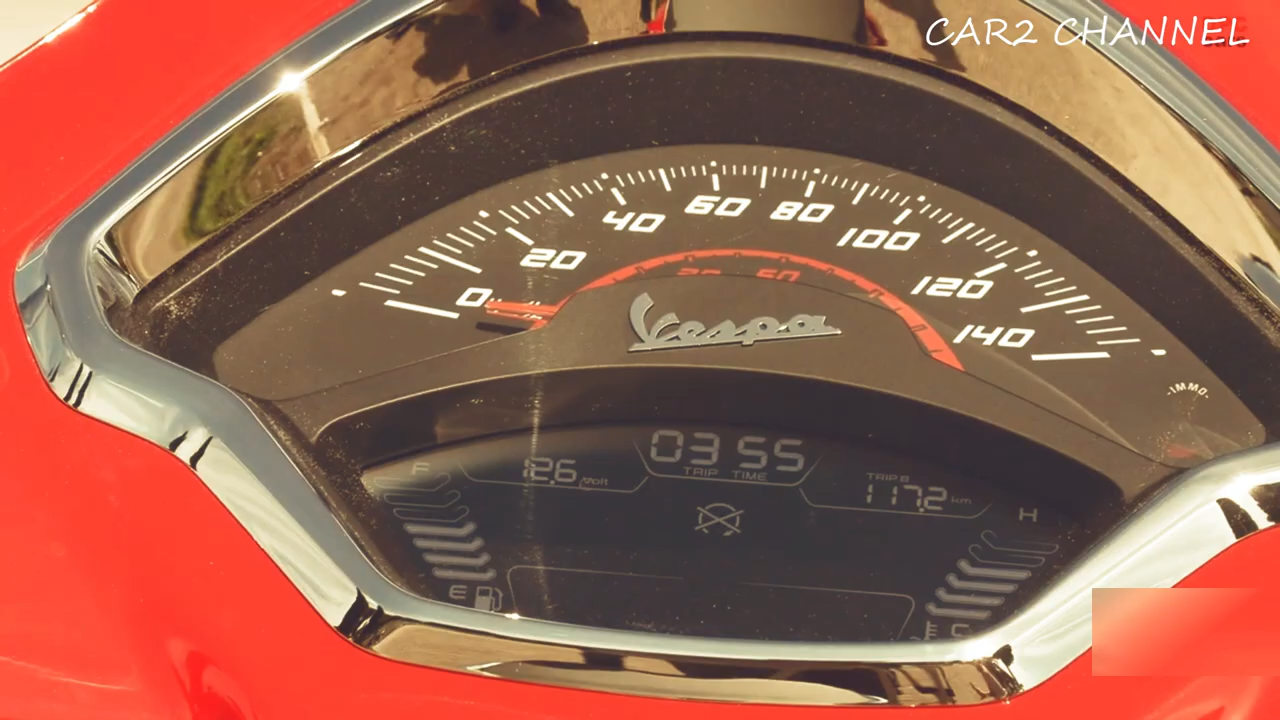 CAR2 CHANNEL
0 20 40 60 80 100 120 140
Vespa
-IMMO-
F
12.6 Volt
03 55
TRIP TIME
TRIP B
117.2 km
H
E
C